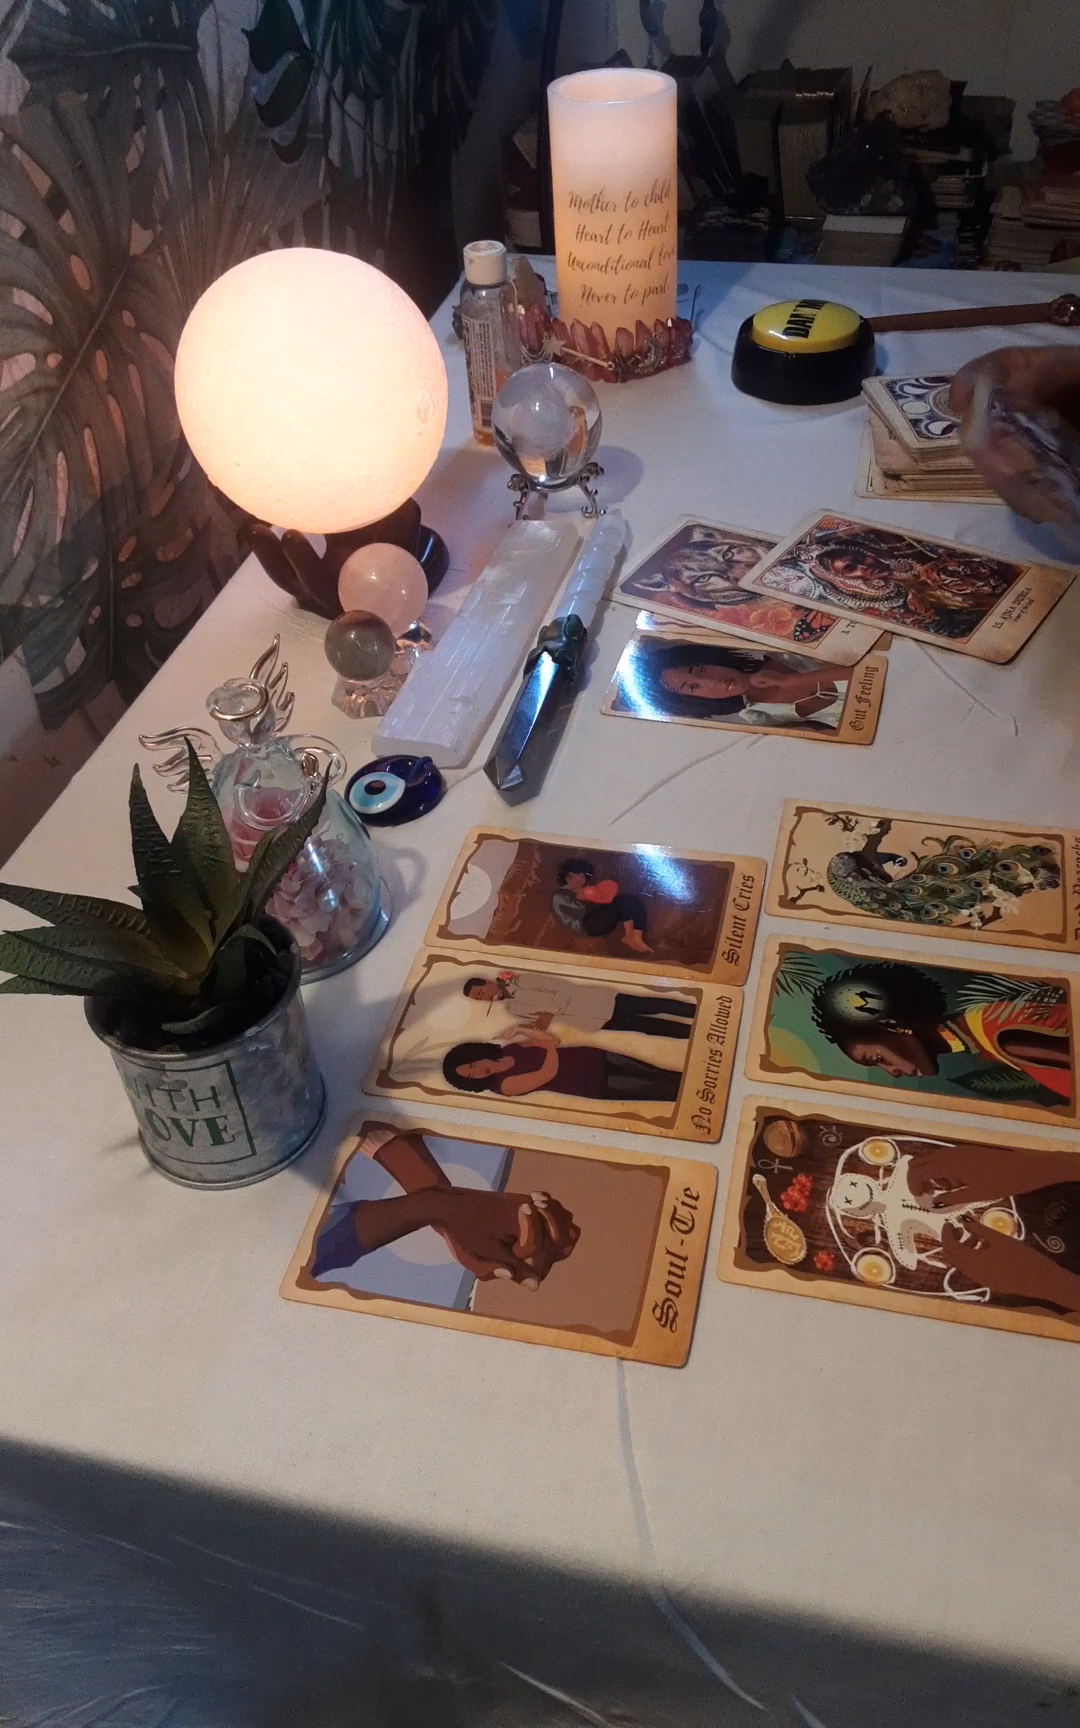 Mother to child
Heart to Heart
Unconditional
Never to part
Gut Feeling
Silent Cries
No Sorries Allowed
WITH
LOVE
Soul-Tie